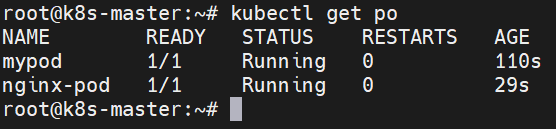 root@k8s-master:~# kubectl get po
NAME        READY   STATUS    RESTARTS   AGE
mypod       1/1     Running   0          110s
nginx-pod   1/1     Running   0          29s
root@k8s-master:~#